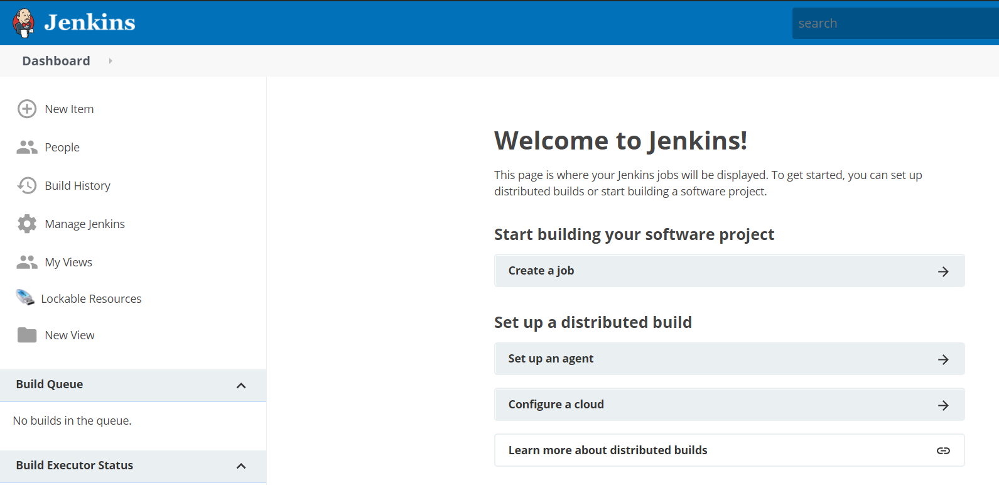 Jenkins
search
Dashboard
New Item
People
Build History
Manage Jenkins
My Views
Lockable Resources
New View
Build Queue
No builds in the queue.
Build Executor Status
Welcome to Jenkins!
This page is where your Jenkins jobs will be displayed. To get started, you can set up
distributed builds or start building a software project.
Start building your software project
Create a job
Set up a distributed build
Set up an agent
Configure a cloud
Learn more about distributed builds